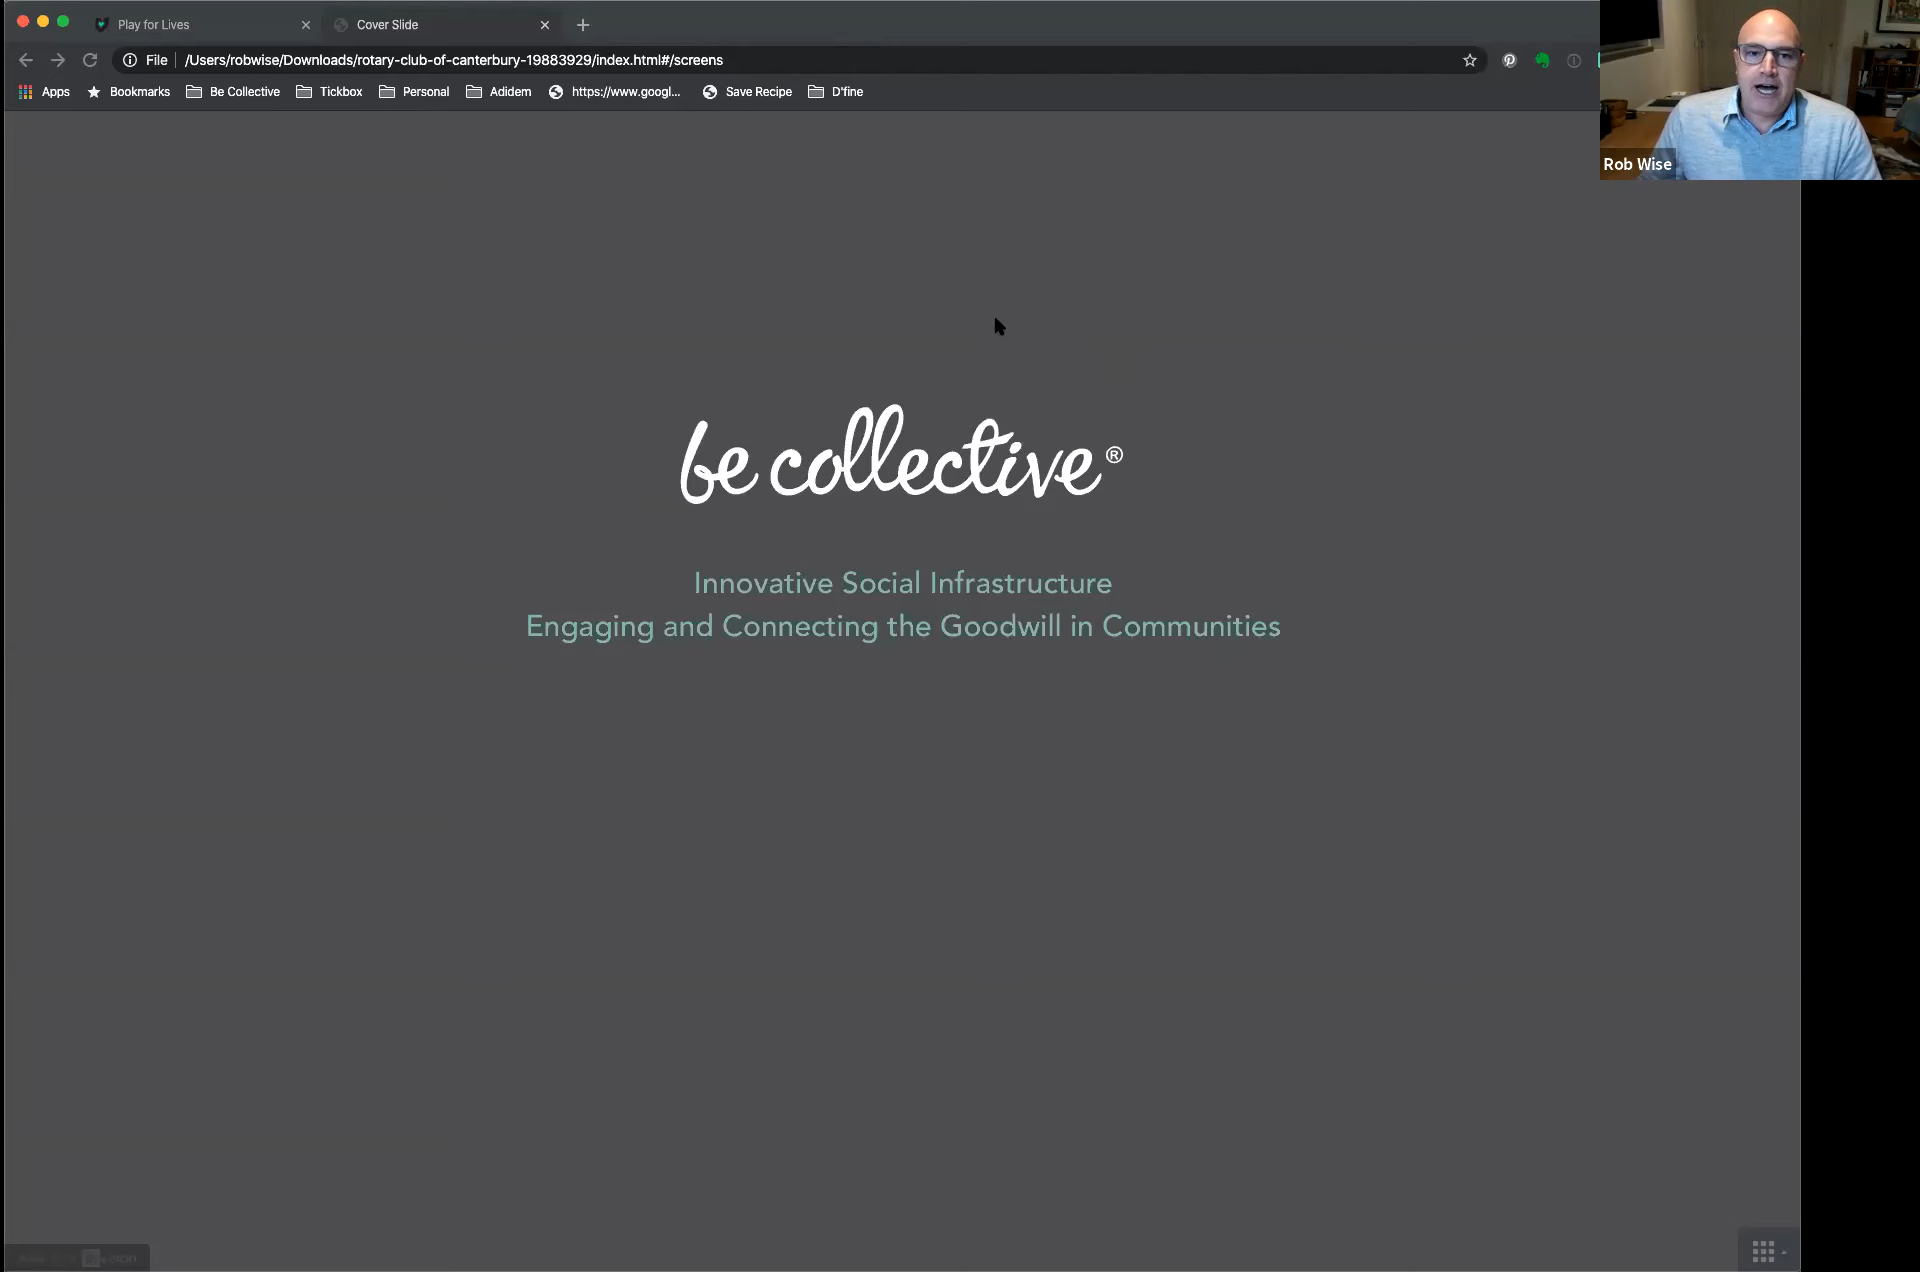 Play for Lives
Cover Slide
File /Users/robwise/Downloads/rotary-club-of-canterbury-19883929/index.html#/screens
Apps Bookmarks Be Collective Tickbox Personal Adidem https://www.googl... Save Recipe D'fine
Rob Wise
be collective®
Innovative Social Infrastructure
Engaging and Connecting the Goodwill in Communities